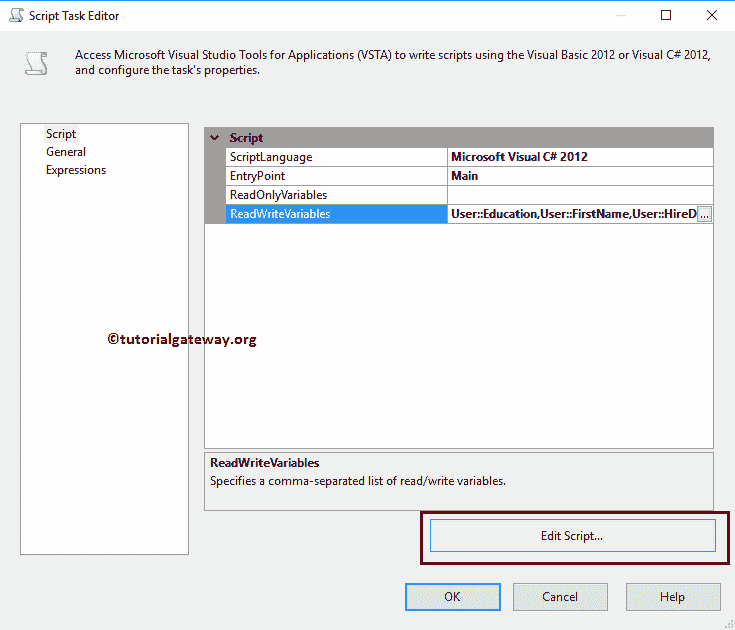 Script Task Editor
Access Microsoft Visual Studio Tools for Applications (VSTA) to write scripts using the Visual Basic 2012 or Visual C# 2012,
and configure the task's properties.
Script
General
Expressions
Script
ScriptLanguage Microsoft Visual C# 2012
EntryPoint Main
ReadOnlyVariables
ReadWriteVariables User::Education,User::FirstName,User::HireD ...
©tutorialgateway.org
ReadWriteVariables
Specifies a comma-separated list of read/write variables.
Edit Script...
OK Cancel Help